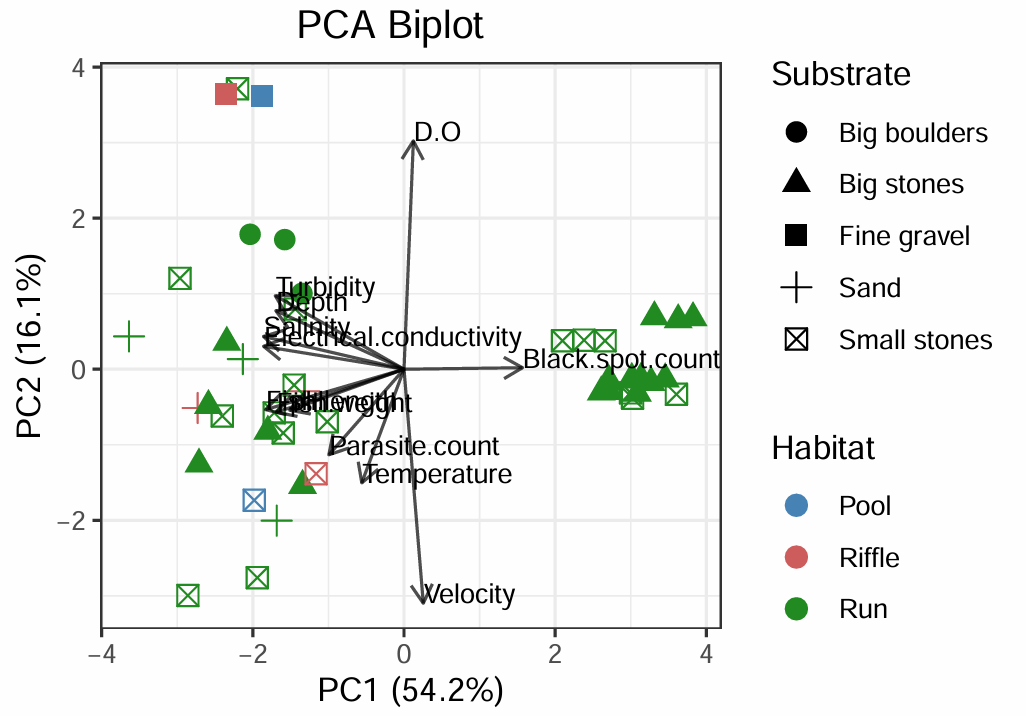 PCA Biplot
PC2 (16.1%)
4
2
0
−2
D.O
Turbidity
Depth
Salinity
Electrical.conductivity
Black.spot.count
Parasite.count
Temperature
Velocity
−4
−2
0
2
4
PC1 (54.2%)
Substrate
Big boulders
Big stones
Fine gravel
Sand
Small stones
Habitat
Pool
Riffle
Run